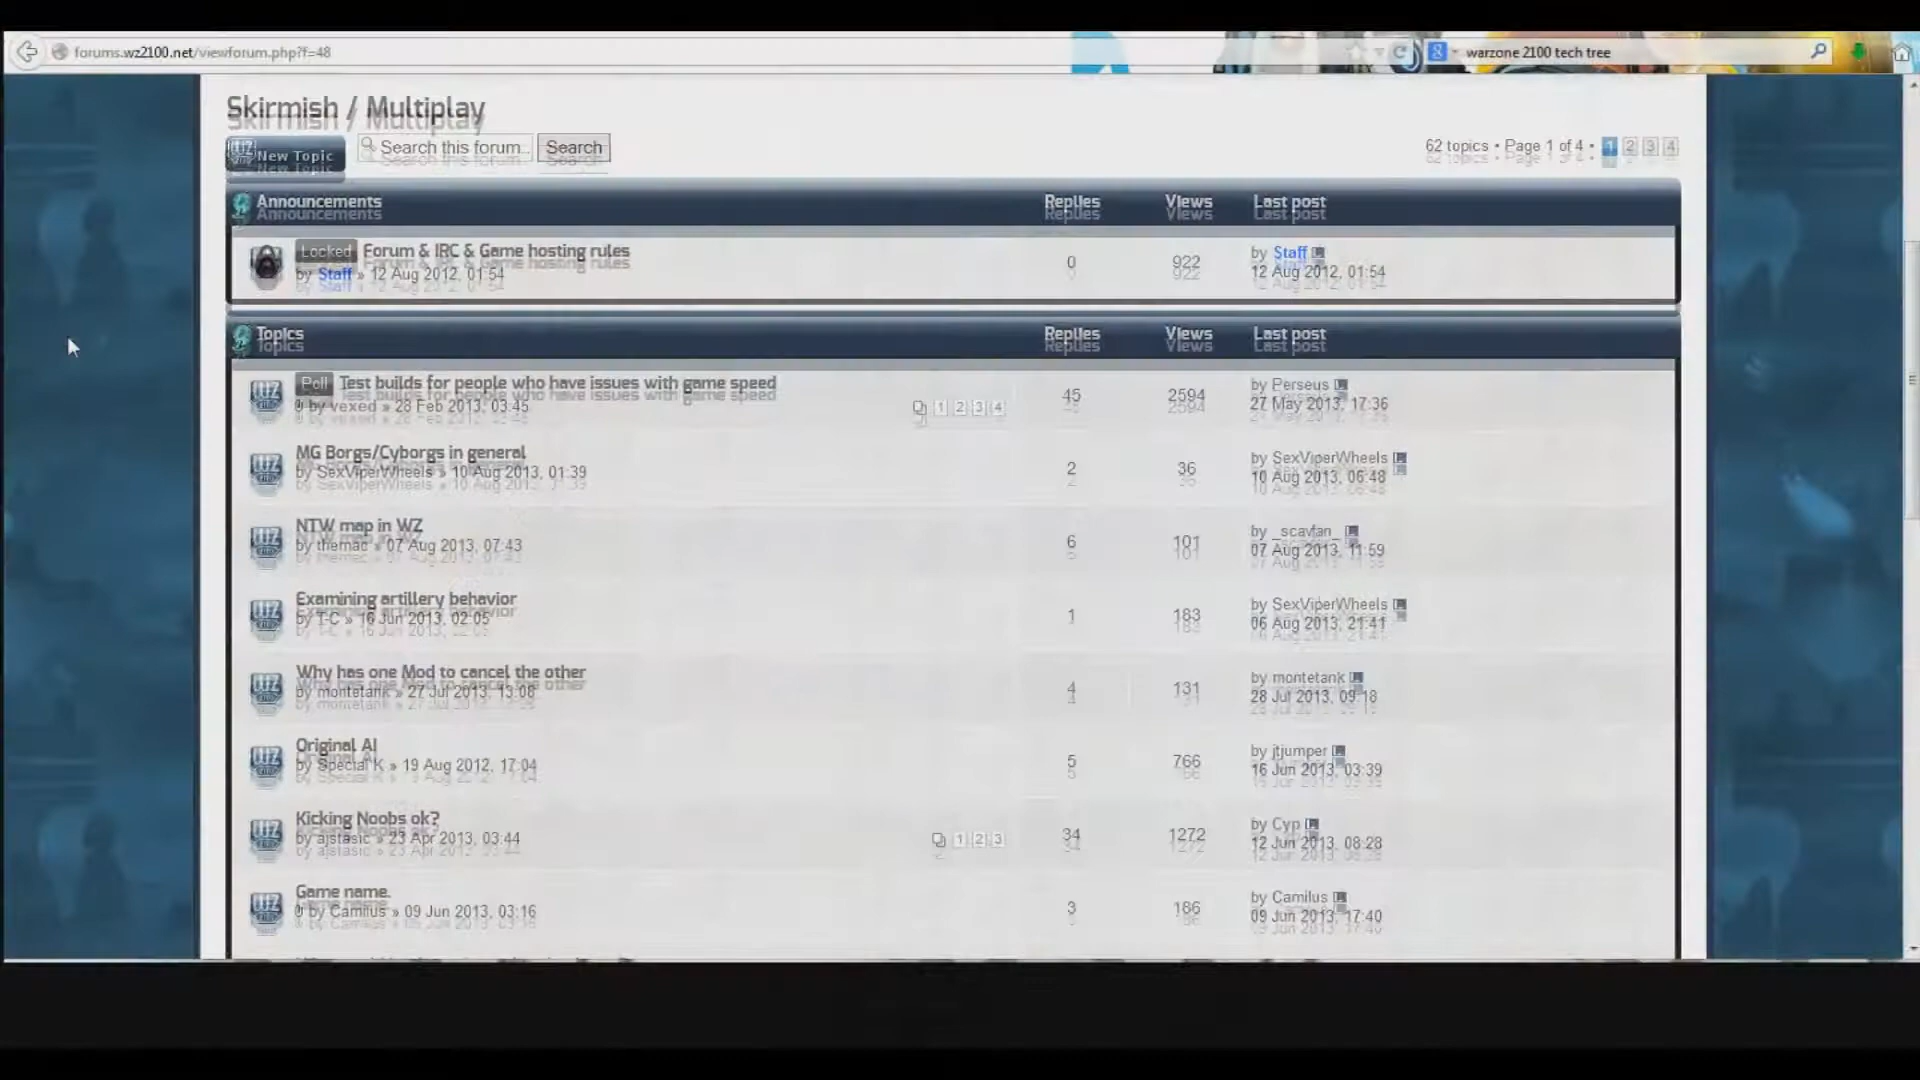 forums.wz2100.net/viewforum.php?f=48
warzone 2100 tech tree
Skirmish / Multiplay
New Topic
Search this forum...
Search
62 topics • Page 1 of 4 • 1 2 3 4
Announcements Replies Views Last post
Locked Forum & IRC & Game hosting rules
by Staff » 12 Aug 2012, 01:54
0
922
by Staff
12 Aug 2012, 01:54
Topics Replies Views Last post
Poll Test builds for people who have issues with game speed
by vexed » 28 Feb 2013, 03:45
1 2 3 4
45
2594
by Perseus
27 May 2013, 17:36
MG Borgs/Cyborgs in general
by SexViperWheels » 10 Aug 2013, 01:39
2
36
by SexViperWheels
10 Aug 2013, 06:48
NTW map in WZ
by themac » 07 Aug 2013, 07:43
6
101
by _scavfan_
07 Aug 2013, 11:59
Examining artillery behavior
by T-C » 16 Jun 2013, 02:05
1
183
by SexViperWheels
06 Aug 2013, 21:41
Why has one Mod to cancel the other
by montetank » 27 Jul 2013, 13:08
4
131
by montetank
28 Jul 2013, 09:18
Original AI
by Special K » 19 Aug 2012, 17:04
5
766
by jtjumper
16 Jun 2013, 03:39
Kicking Noobs ok?
by ajstasic » 23 Apr 2013, 03:44
1 2 3
34
1272
by Cyp
12 Jun 2013, 08:28
Game name.
by Camilus » 09 Jun 2013, 03:16
3
166
by Camilus
09 Jun 2013, 17:40